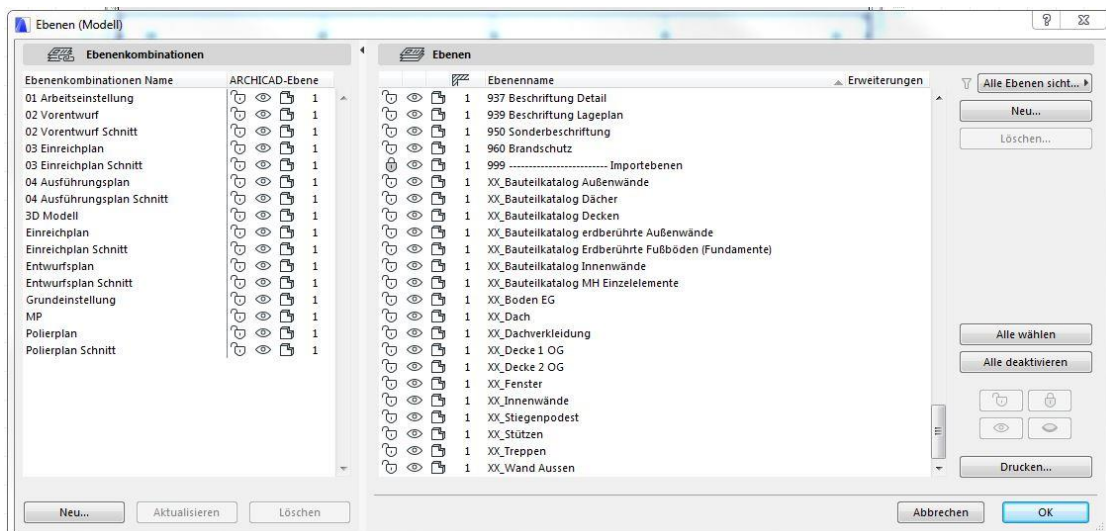 Ebenen (Modell)
Ebenenkombinationen
Ebenenkombinationen Name ARCHICAD-Ebene
01 Arbeitseinstellung 1
02 Vorentwurf 1
02 Vorentwurf Schnitt 1
03 Einreichplan 1
03 Einreichplan Schnitt 1
04 Ausführungsplan 1
04 Ausführungsplan Schnitt 1
3D Modell 1
Einreichplan 1
Einreichplan Schnitt 1
Entwurfsplan 1
Entwurfsplan Schnitt 1
Grundeinstellung 1
MP 1
Polierplan 1
Polierplan Schnitt 1
Neu... Aktualisieren Löschen
Ebenen
Ebenenname Erweiterungen
1 937 Beschriftung Detail
1 939 Beschriftung Lageplan
1 950 Sonderbeschriftung
1 960 Brandschutz
1 999 ------------------------- Importebenen
1 XX_Bauteilkatalog Außenwände
1 XX_Bauteilkatalog Dächer
1 XX_Bauteilkatalog Decken
1 XX_Bauteilkatalog erdberührte Außenwände
1 XX_Bauteilkatalog Erdberührte Fußböden (Fundamente)
1 XX_Bauteilkatalog Innenwände
1 XX_Bauteilkatalog MH Einzelelemente
1 XX_Boden EG
1 XX_Dach
1 XX_Dachverkleidung
1 XX_Decke 1 OG
1 XX_Decke 2 OG
1 XX_Fenster
1 XX_Innenwände
1 XX_Stiegenpodest
1 XX_Stützen
1 XX_Treppen
1 XX_Wand Aussen
Alle Ebenen sicht...
Neu...
Löschen...
Alle wählen
Alle deaktivieren
Drucken...
Abbrechen OK